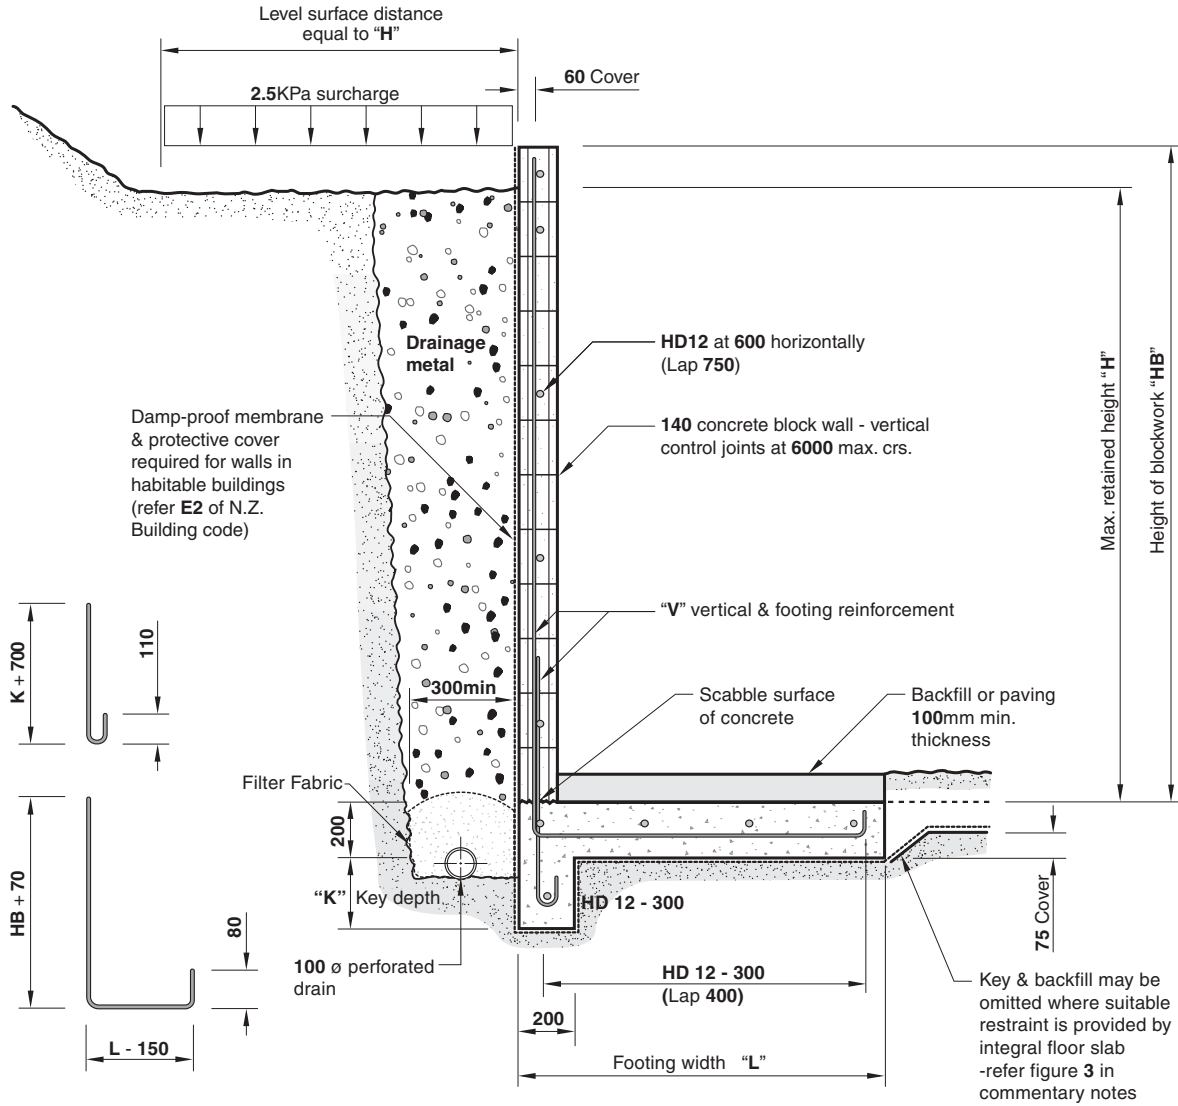 Level surface distance
equal to “H”
60 Cover
2.5KPa surcharge
Drainage
metal
HD12 at 600 horizontally
(Lap 750)
Damp-proof membrane
& protective cover
required for walls in
habitable buildings
(refer E2 of N.Z.
Building code)
140 concrete block wall - vertical
control joints at 6000 max. crs.
Max. retained height “H”
Height of blockwork “HB”
“V” vertical & footing reinforcement
K + 700
110
300min
Scabble surface
of concrete
Backfill or paving
100mm min.
thickness
Filter Fabric
200
“K” Key depth
HD 12 - 300
75 Cover
HB + 70
80
L - 150
100 ø perforated
drain
HD 12 - 300
(Lap 400)
200
Footing width “L”
Key & backfill may be
omitted where suitable
restraint is provided by
integral floor slab
-refer figure 3 in
commentary notes